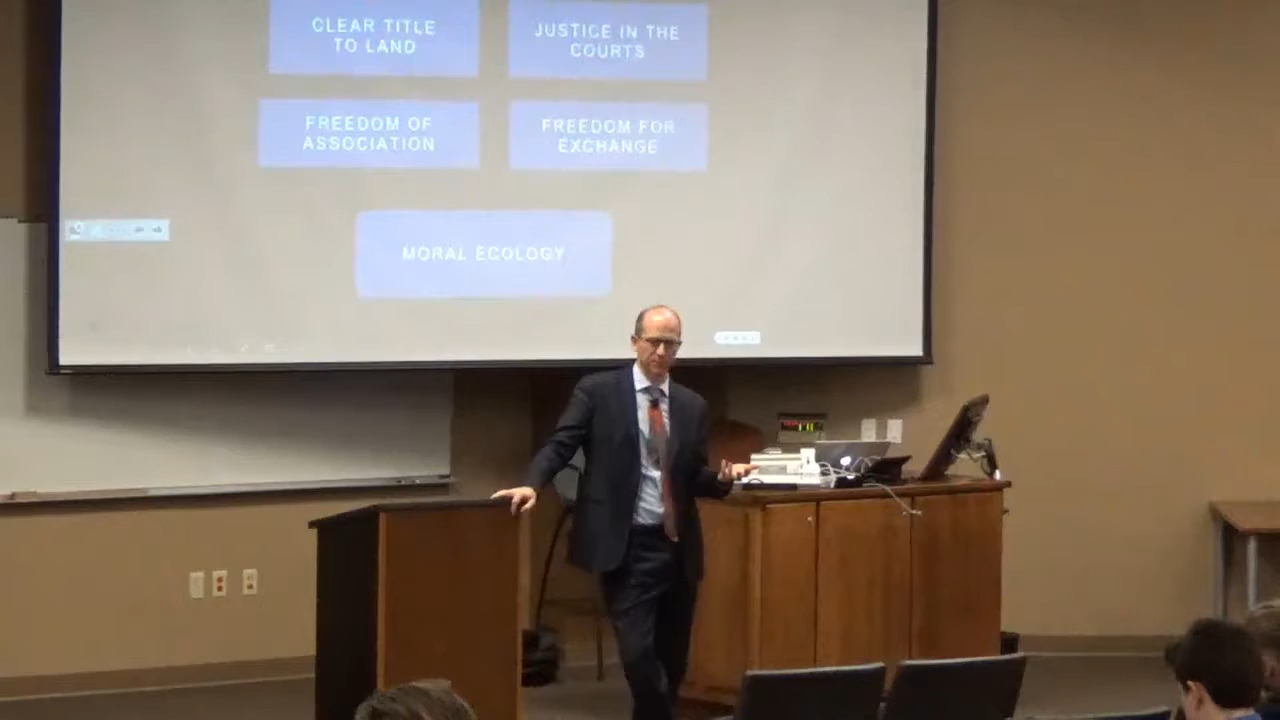 CLEAR TITLE
TO LAND
JUSTICE IN THE
COURTS
FREEDOM OF
ASSOCIATION
FREEDOM FOR
EXCHANGE
MORAL ECOLOGY